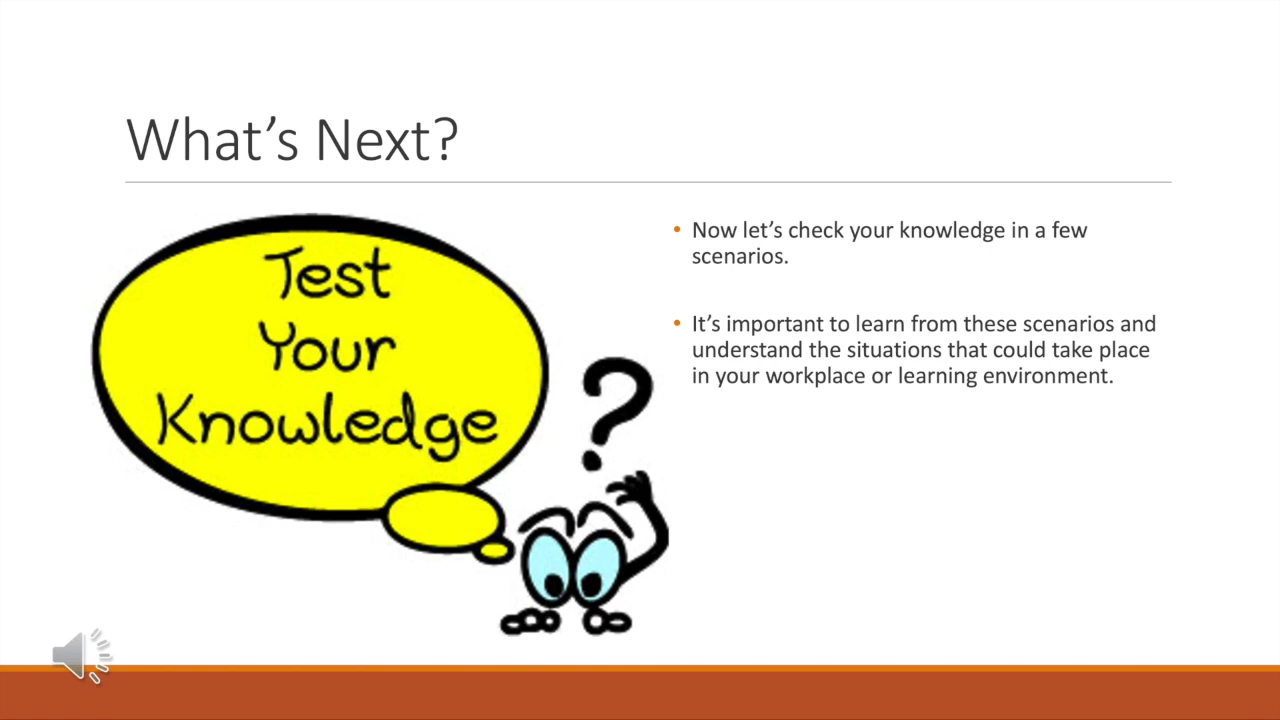 What’s Next?
Test
Your
Knowledge
?
• Now let’s check your knowledge in a few
scenarios.
• It’s important to learn from these scenarios and
understand the situations that could take place
in your workplace or learning environment.